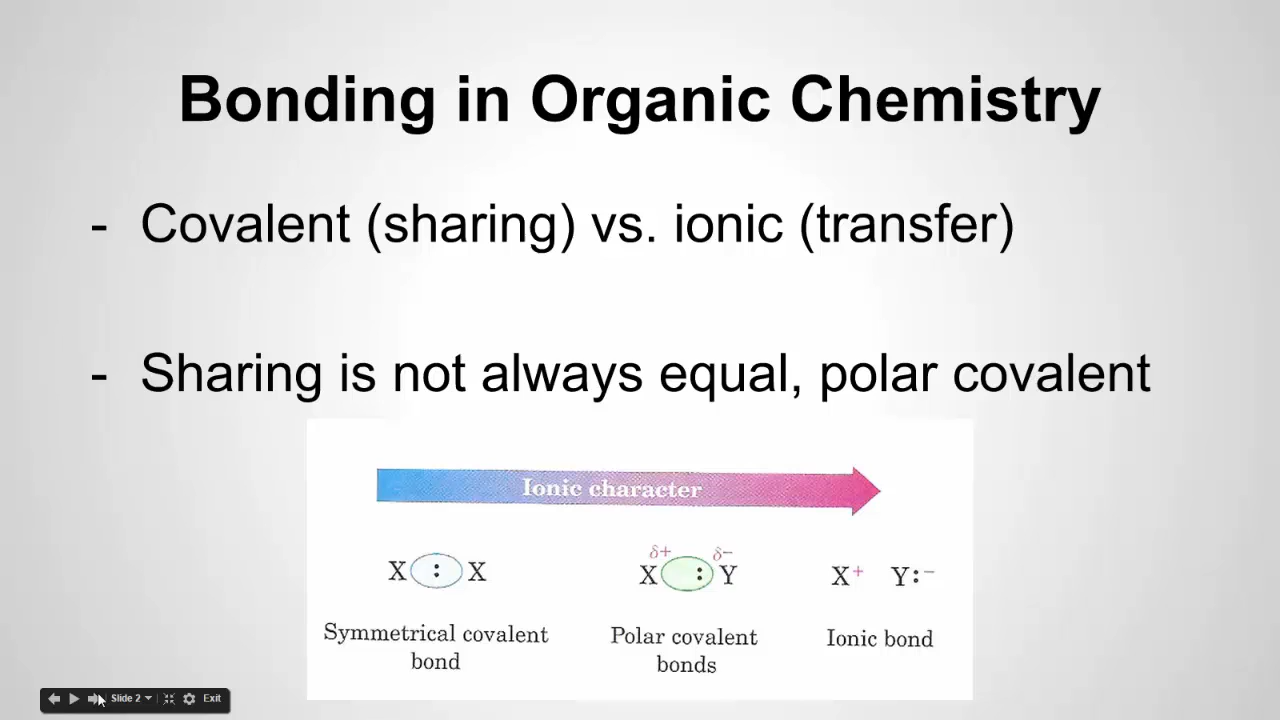 Bonding in Organic Chemistry
- Covalent (sharing) vs. ionic (transfer)
- Sharing is not always equal, polar covalent
Ionic character
X : X
δ+ δ−
X : Y
X+ Y:−
Symmetrical covalent
bond
Polar covalent
bonds
Ionic bond
Slide 2
Exit